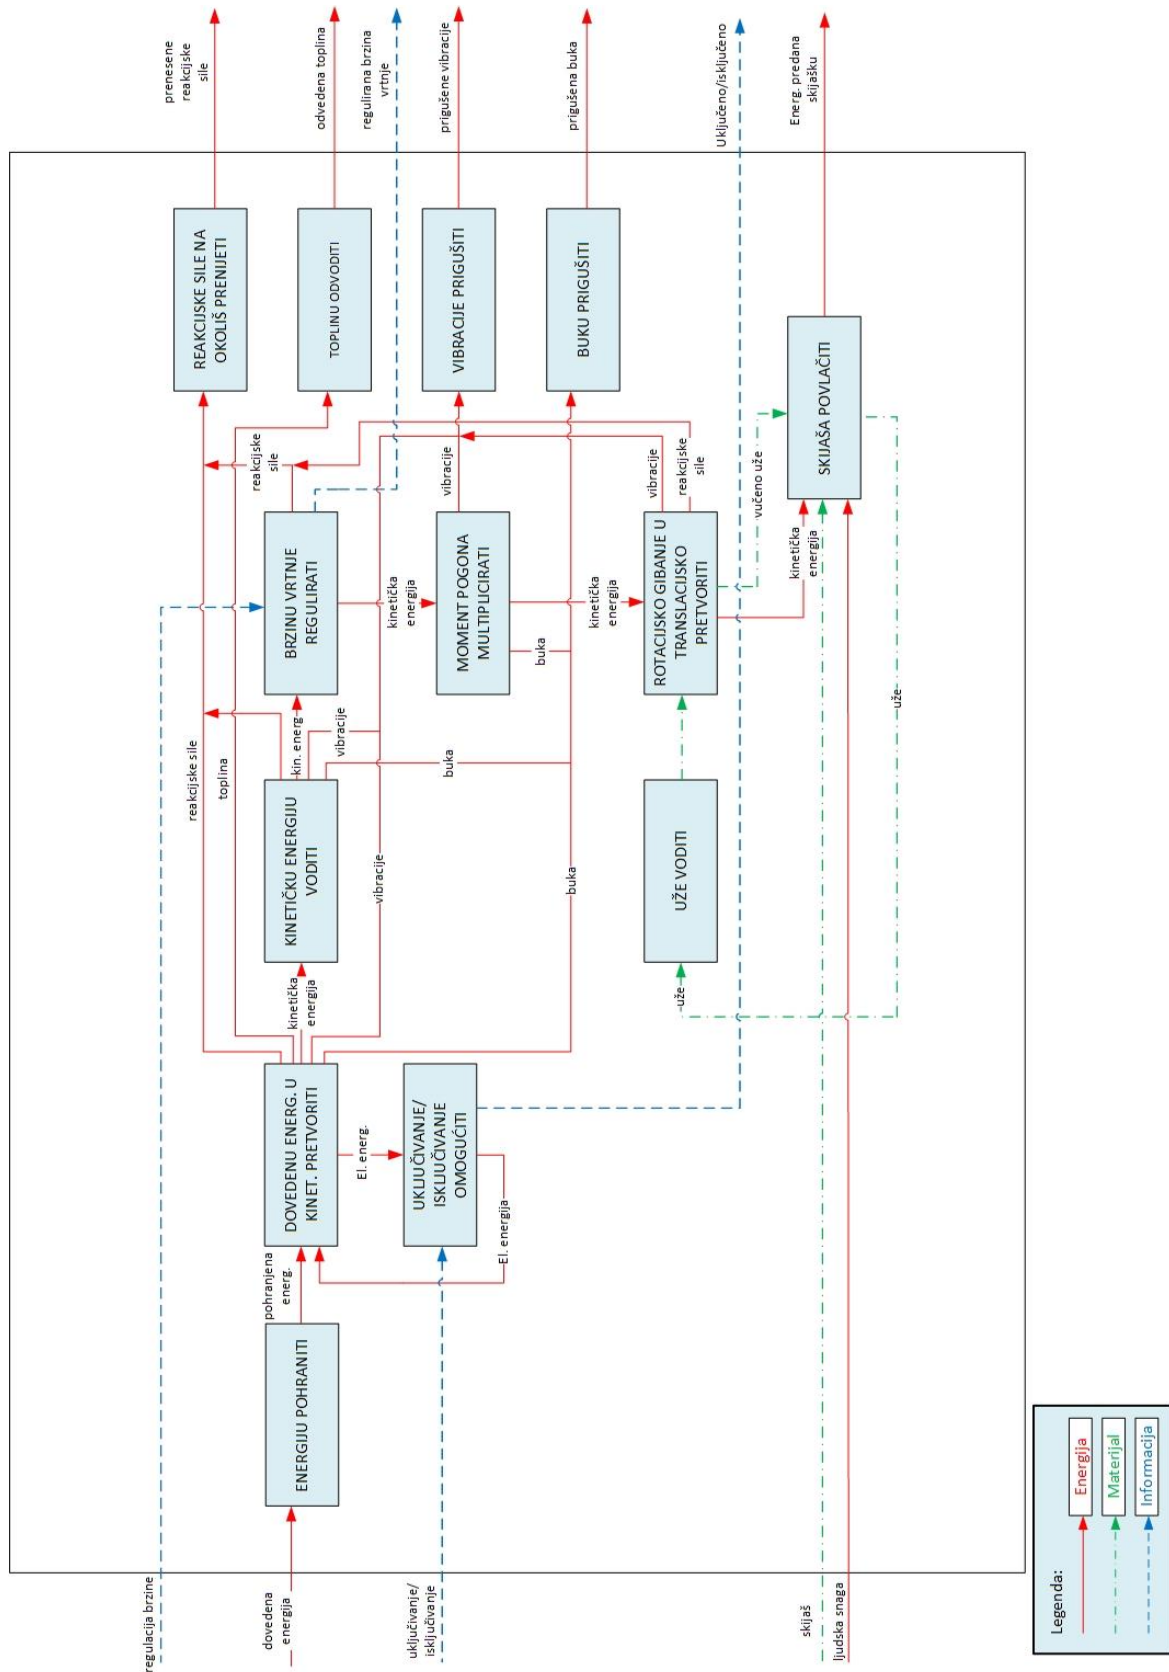 regulacija brzine
dovedena
energija
uključivanje/
isključivanje
skijaš
ljudska snaga
ENERGIJU POHRANITI
pohranjena
energ.
DOVEDENU ENERG. U
KINET. PRETVORITI
El. energ.
UKLJUČIVANJE/
ISKLJUČIVANJE
OMOGUĆITI
El. energija
kinetička
energija
reakcijske sile
toplina
vibracije
buka
KINETIČKU ENERGIJU
VODITI
kin. energ
vibracije
buka
uže
UŽE VODITI
BRZINU VRTNJE
REGULIRATI
reakcijske
sile
kinetička
energija
MOMENT POGONA
MULTIPLICIRATI
vibracije
buka
kinetička
energija
ROTACIJSKO GIBANJE U
TRANSLACIJSKO
PRETVORITI
vibracije
reakcijske
sile
vučeno uže
kinetička
energija
uže
REAKCIJSKE SILE NA
OKOLIŠ PRENIJETI
TOPLINU ODVODITI
VIBRACIJE PRIGUŠITI
BUKU PRIGUŠITI
SKIJAŠA POVLAČITI
prenesene
reakcijske
sile
odvedena toplina
regulirana brzina
vrtnje
prigušene vibracije
prigušena buka
Uključeno/isključeno
Energ. predana
skijašku
Legenda:
Energija
Materijal
Informacija